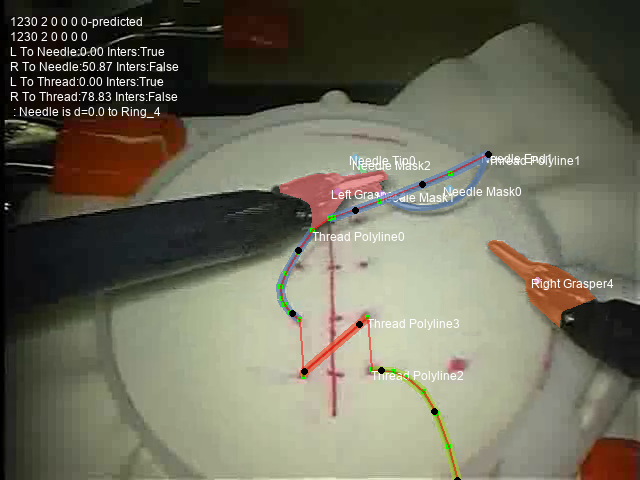 1230 2 0 0 0 0-predicted
1230 2 0 0 0 0
L To Needle:0.00 Inters:True
R To Needle:50.87 Inters:False
L To Thread:0.00 Inters:True
R To Thread:78.83 Inters:False
: Needle is d=0.0 to Ring_4
Needle Tip0
Needle End1
Thread Polyline1
Needle Mask2
Needle Mask0
Left Gras
Mask1
Thread Polyline0
Right Grasper4
Thread Polyline3
Thread Polyline2